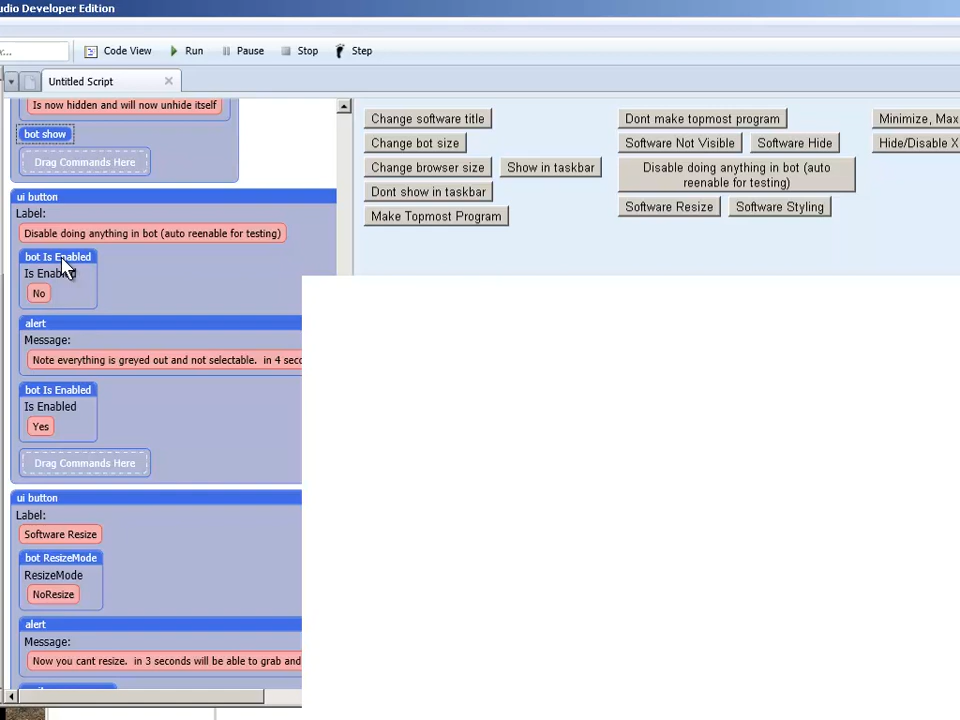 udio Developer Edition
Code View Run Pause Stop Step
Untitled Script
Is now hidden and will now unhide itself
bot show
Drag Commands Here
ui button
Label:
Disable doing anything in bot (auto reenable for testing)
bot Is Enabled
Is Enabled
No
alert
Message:
Note everything is greyed out and not selectable. in 4 seco
bot Is Enabled
Is Enabled
Yes
Drag Commands Here
ui button
Label:
Software Resize
bot ResizeMode
ResizeMode
NoResize
alert
Message:
Now you cant resize. in 3 seconds will be able to grab and
Change software title
Change bot size
Change browser size Show in taskbar
Dont show in taskbar
Make Topmost Program
Dont make topmost program
Software Not Visible Software Hide
Disable doing anything in bot (auto
reenable for testing)
Software Resize Software Styling
Minimize, Max
Hide/Disable X